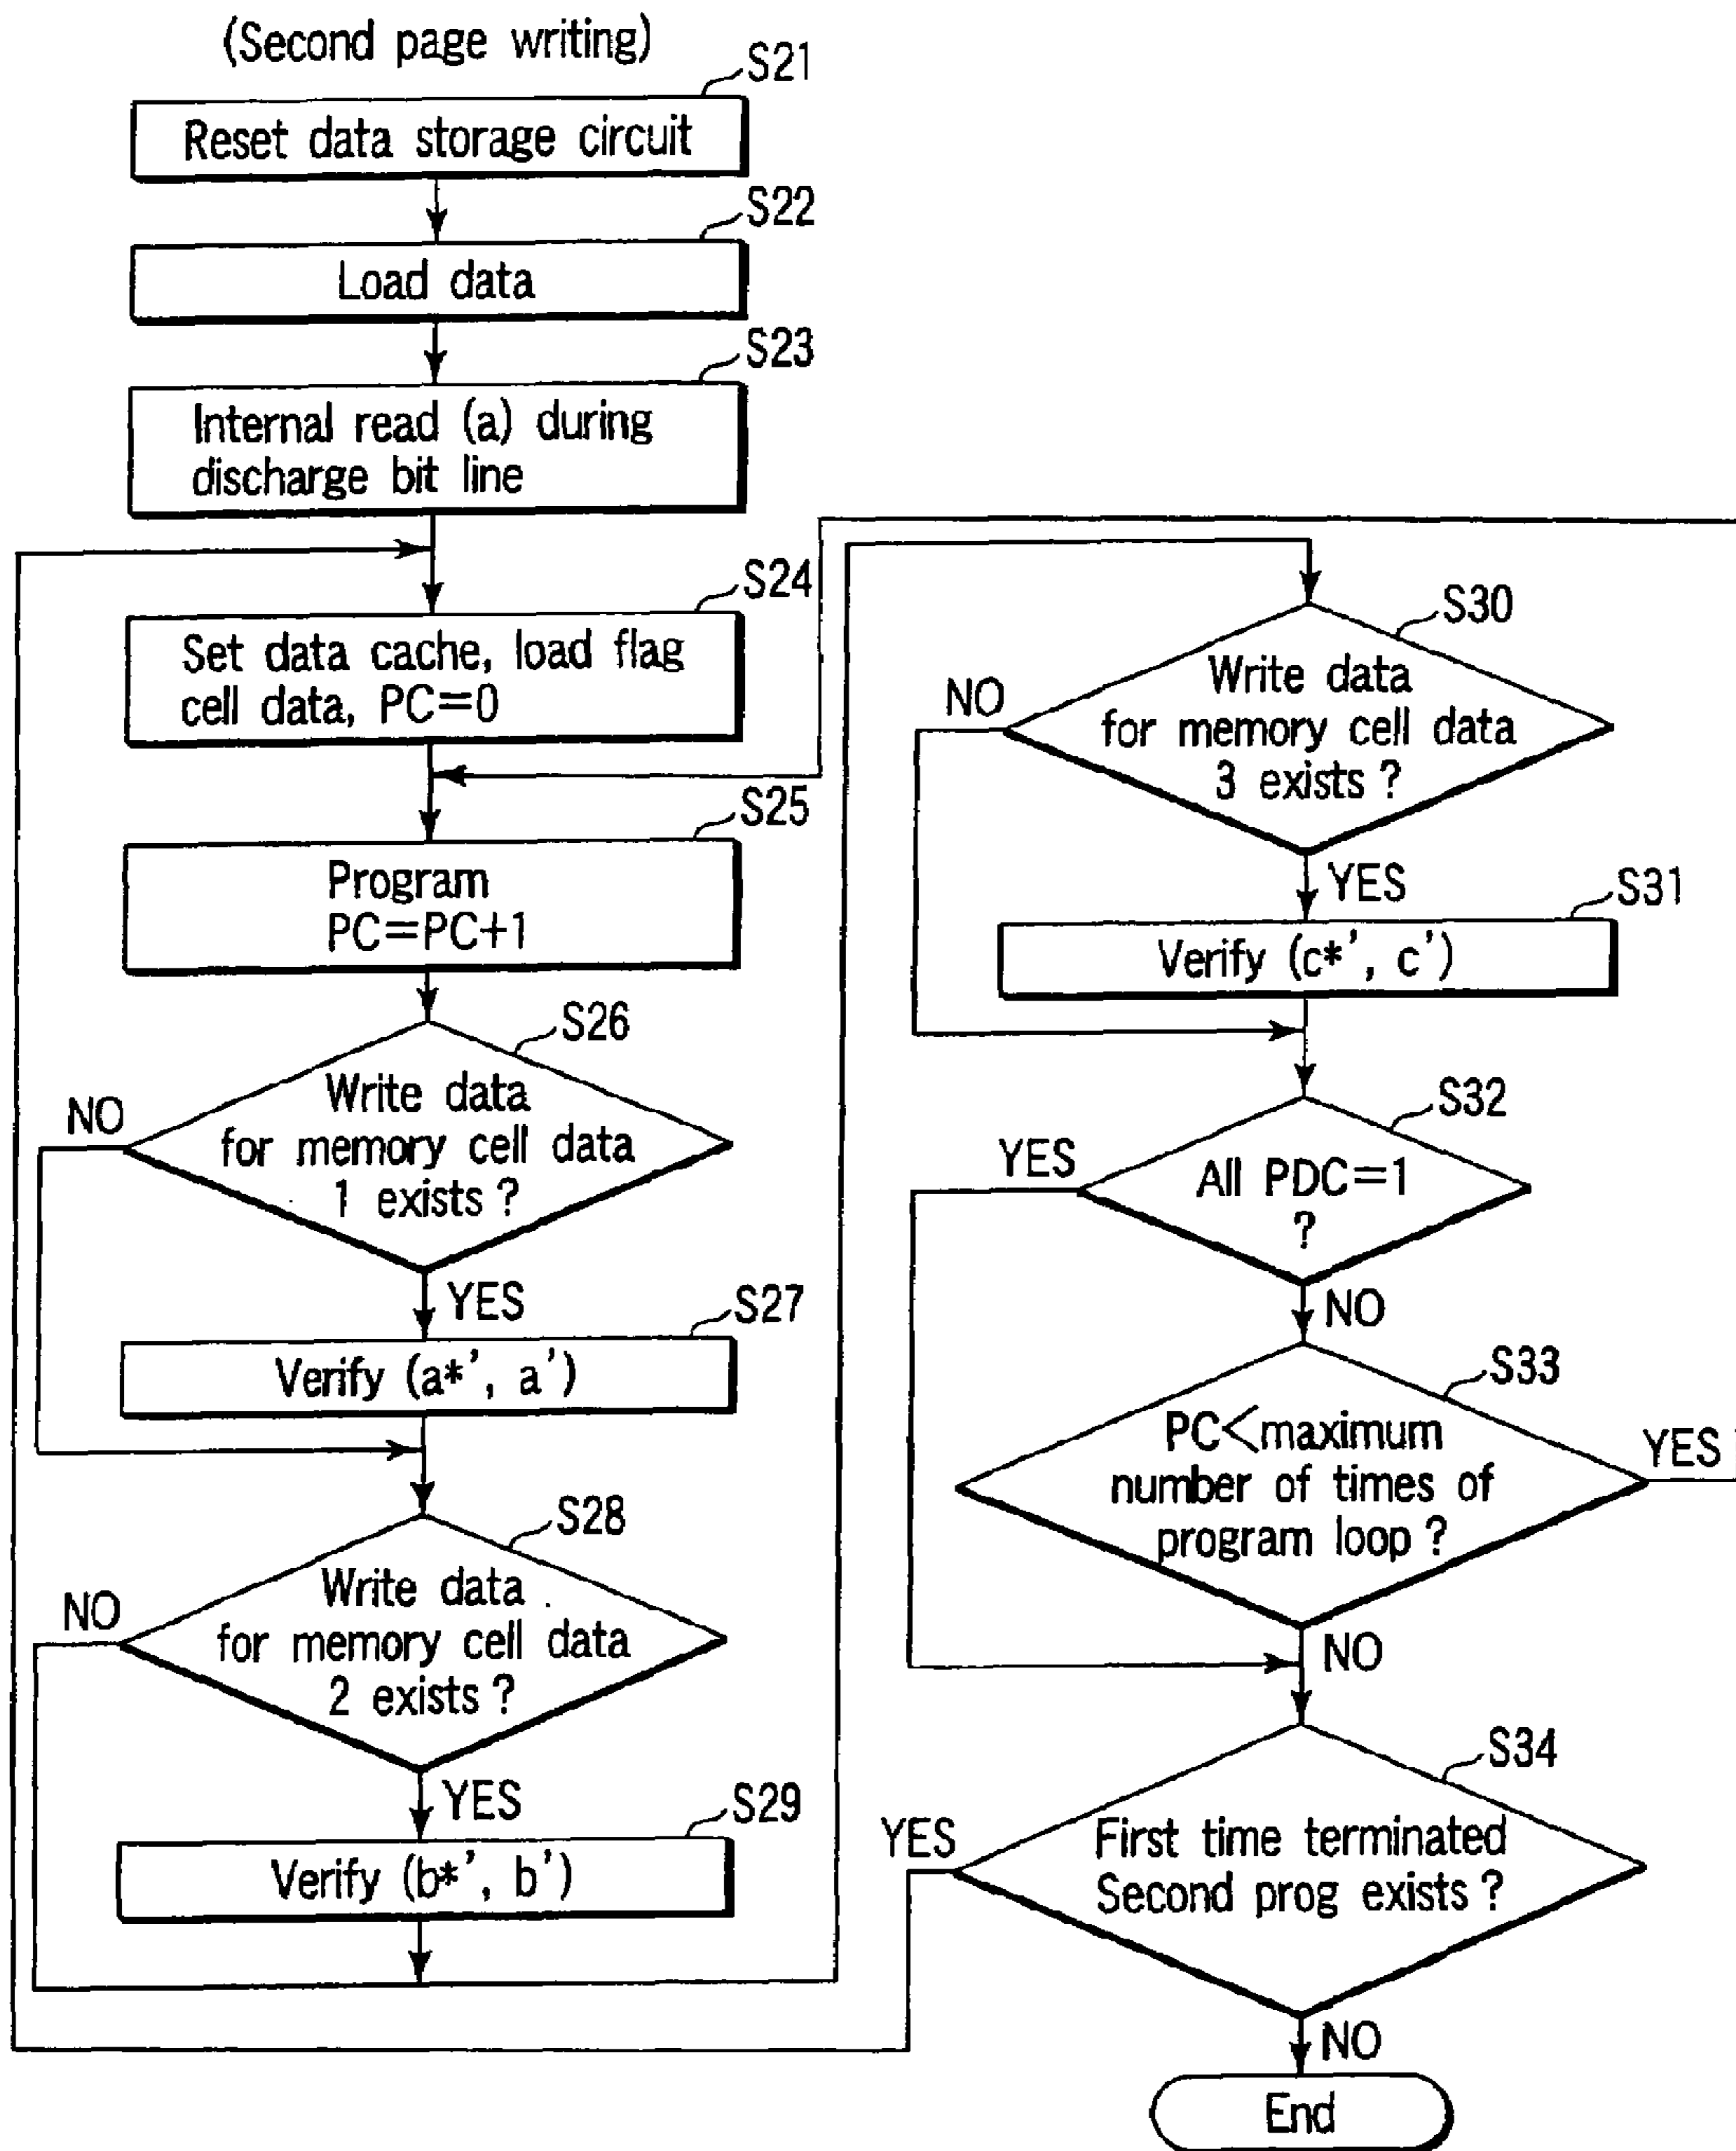 (Second page writing)
S21
Reset data storage circuit
S22
Load data
S23
Internal read (a) during
discharge bit line
S24
Set data cache, load flag
cell data, PC=0
S25
Program
PC=PC+1
S26
Write data
for memory cell data
1 exists ?
NO
YES
S27
Verify (a*', a')
S28
Write data
for memory cell data
2 exists ?
NO
YES
S29
Verify (b*', b')
S30
Write data
for memory cell data
3 exists ?
NO
YES
S31
Verify (c*', c')
S32
All PDC=1
?
YES
NO
S33
PC<maximum
number of times of
program loop ?
YES
NO
S34
First time terminated
Second prog exists ?
YES
NO
End